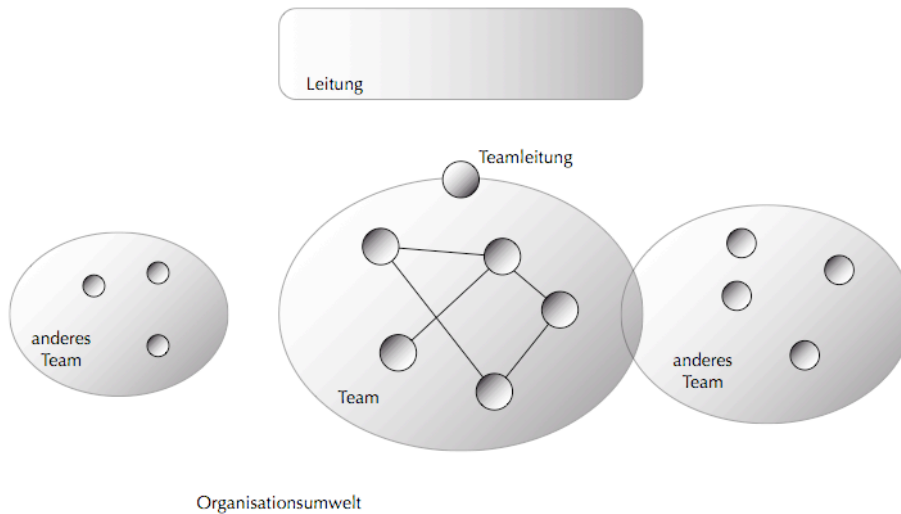 Leitung
Teamleitung
anderes
Team
Team
anderes
Team
Organisationsumwelt